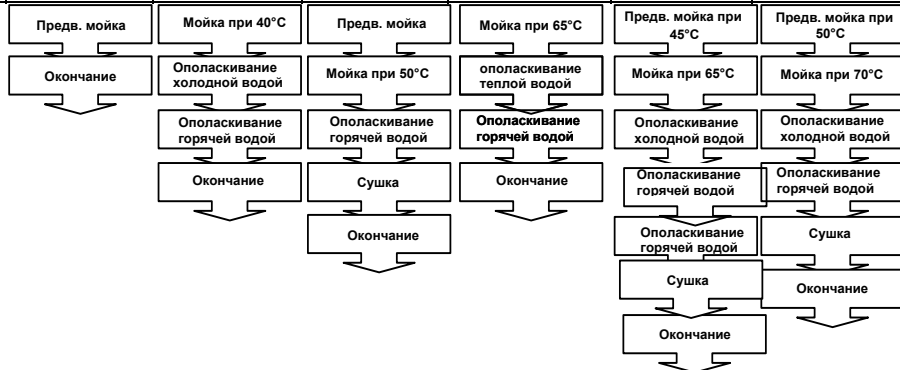 Предв. мойка
Окончание
Мойка при 40°С
Ополаскивание
холодной водой
Ополаскивание
горячей водой
Окончание
Предв. мойка
Мойка при 50°С
Ополаскивание
горячей водой
Сушка
Окончание
Мойка при 65°С
ополаскивание
теплой водой
Ополаскивание
горячей водой
Окончание
Предв. мойка при
45°С
Мойка при 65°С
Ополаскивание
холодной водой
Ополаскивание
горячей водой
Ополаскивание
горячей водой
Сушка
Окончание
Предв. мойка при
50°С
Мойка при 70°С
Ополаскивание
холодной водой
Ополаскивание
горячей водой
Сушка
Окончание